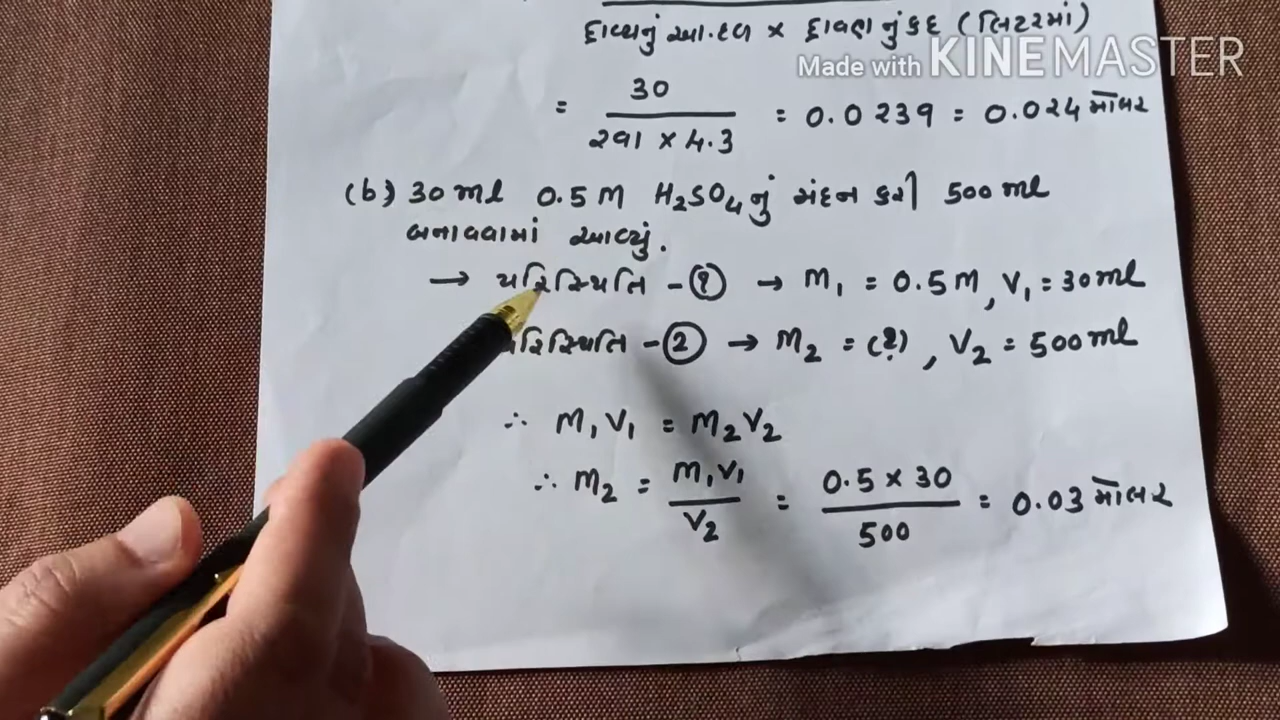 દ્રાવ્યનું આ.દળ × દ્રાવણનું કદ (લિટરમાં)
Made with KINEMASTER
= 30 / 291 × 4.3 = 0.0239 = 0.024 મોલર
(b) 30 ml 0.5 M H₂SO₄નું મંદન કરી 500 ml
બનાવવામાં આવ્યું.
→ પરિસ્થિતિ - ① → M₁ = 0.5 M, V₁ = 30 ml
પરિસ્થિતિ - ② → M₂ = (?), V₂ = 500 ml
∴ M₁V₁ = M₂V₂
∴ M₂ = M₁V₁ / V₂ = 0.5 × 30 / 500 = 0.03 મોલર